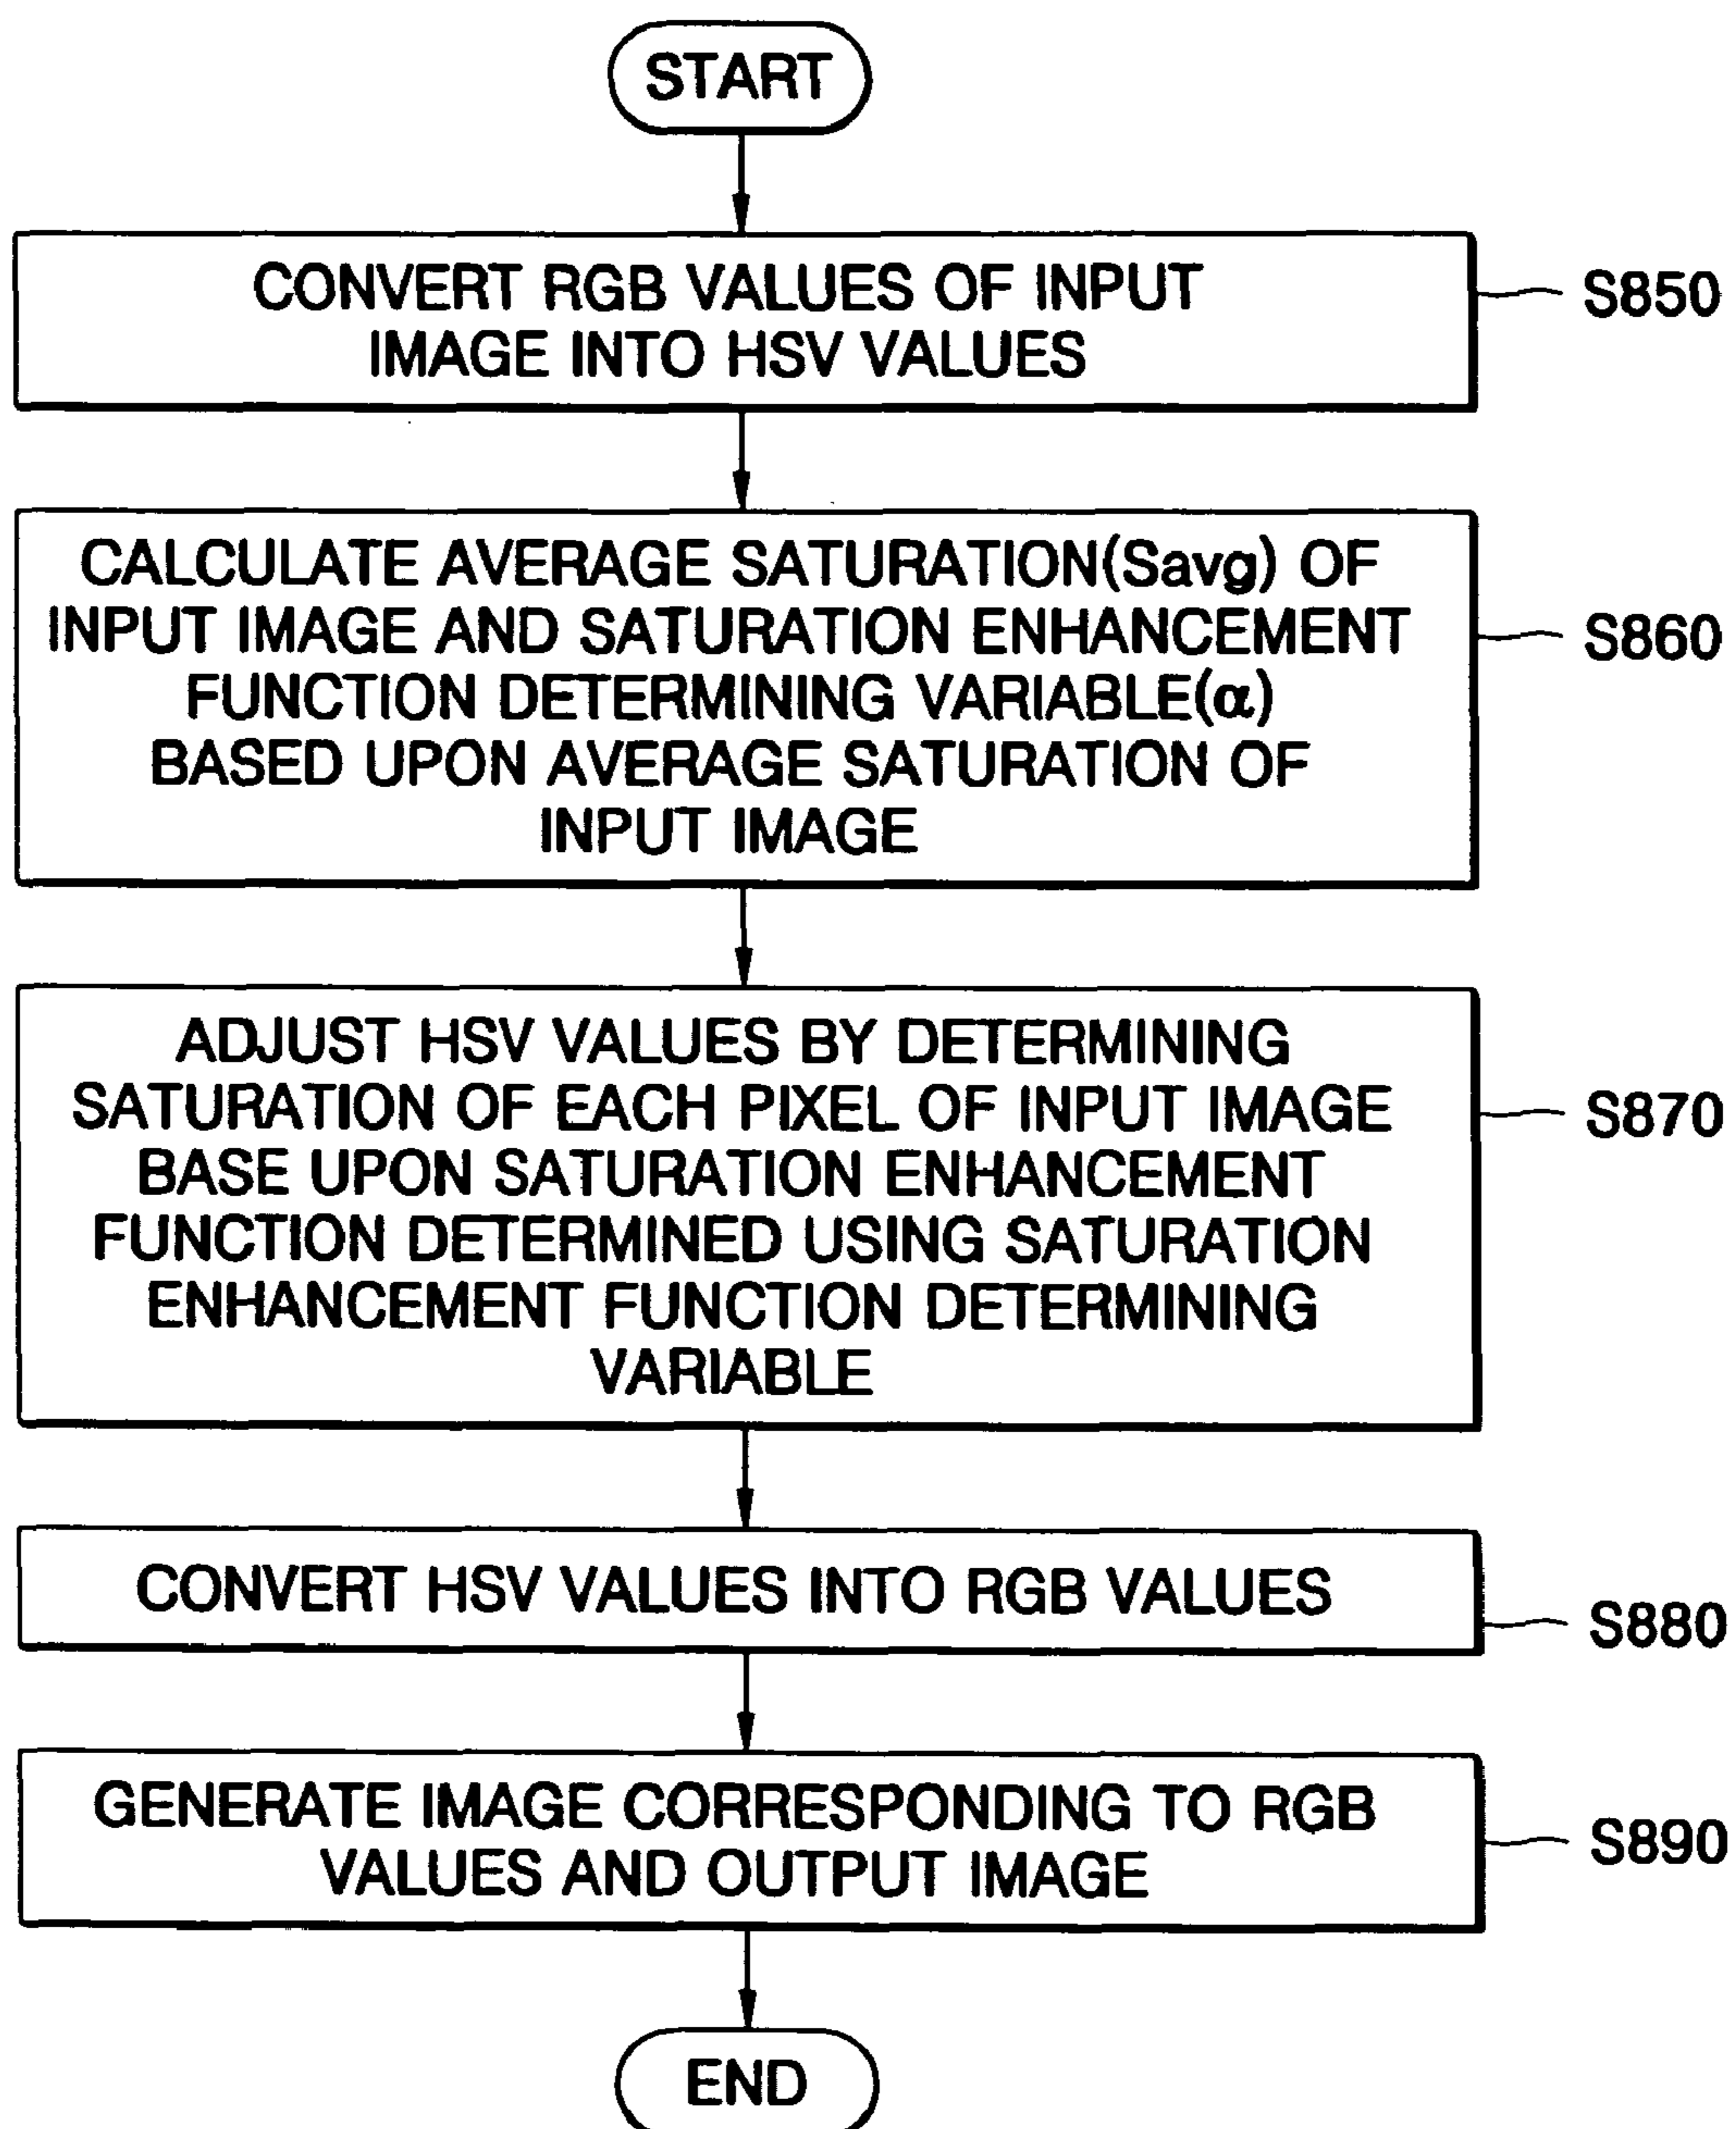 START
CONVERT RGB VALUES OF INPUT
IMAGE INTO HSV VALUES
S850
CALCULATE AVERAGE SATURATION(Savg) OF
INPUT IMAGE AND SATURATION ENHANCEMENT
FUNCTION DETERMINING VARIABLE(α)
BASED UPON AVERAGE SATURATION OF
INPUT IMAGE
S860
ADJUST HSV VALUES BY DETERMINING
SATURATION OF EACH PIXEL OF INPUT IMAGE
BASE UPON SATURATION ENHANCEMENT
FUNCTION DETERMINED USING SATURATION
ENHANCEMENT FUNCTION DETERMINING
VARIABLE
S870
CONVERT HSV VALUES INTO RGB VALUES
S880
GENERATE IMAGE CORRESPONDING TO RGB
VALUES AND OUTPUT IMAGE
S890
END